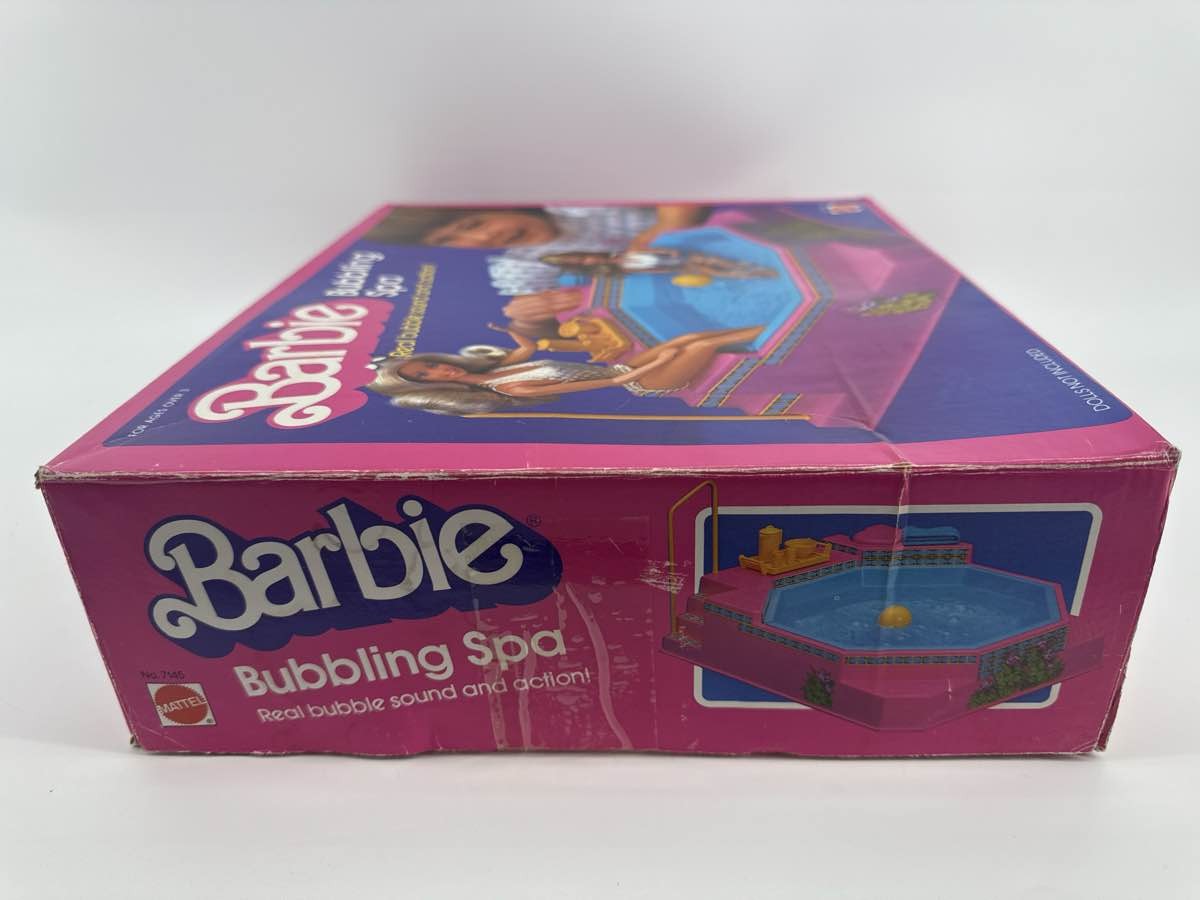 Barbie
Bubbling
Spa
Real bubble sound and action!
FOR AGES OVER 3
DOLLS NOT INCLUDED
Barbie®
Bubbling Spa
Real bubble sound and action!
No. 7145
MATTEL®